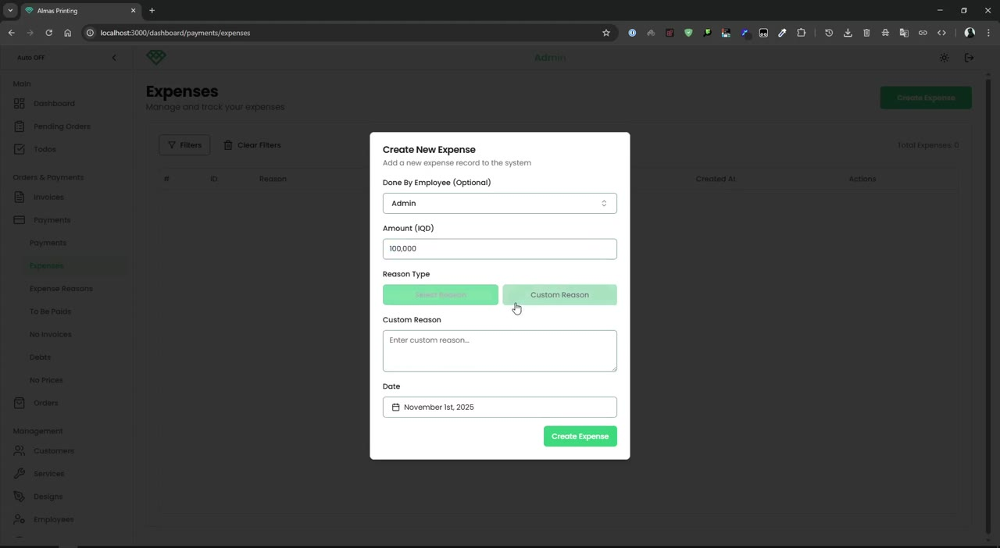 Almas Printing
localhost:3000/dashboard/payments/expenses
Auto OFF
Admin
Main
Dashboard
Pending Orders
Todos
Orders & Payments
Invoices
Payments
Payments
Expenses
Expense Reasons
To Be Paids
No Invoices
Debts
No Prices
Orders
Management
Customers
Services
Designs
Employees
Expenses
Manage and track your expenses
Create Expense
Filters
Clear Filters
Total Expenses: 0
# ID Reason Created At Actions
Create New Expense
Add a new expense record to the system
Done By Employee (Optional)
Admin
Amount (IQD)
100,000
Reason Type
Select Reason Custom Reason
Custom Reason
Enter custom reason...
Date
November 1st, 2025
Create Expense